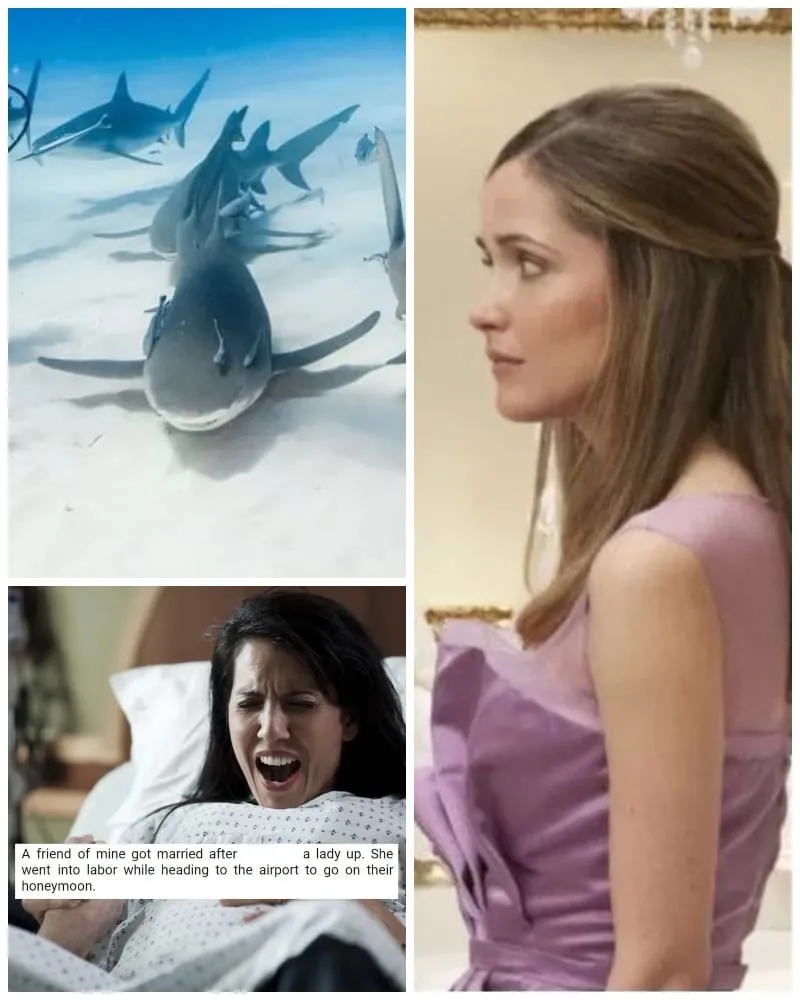 A friend of mine got married after a lady up. She
went into labor while heading to the airport to go on their
honeymoon.